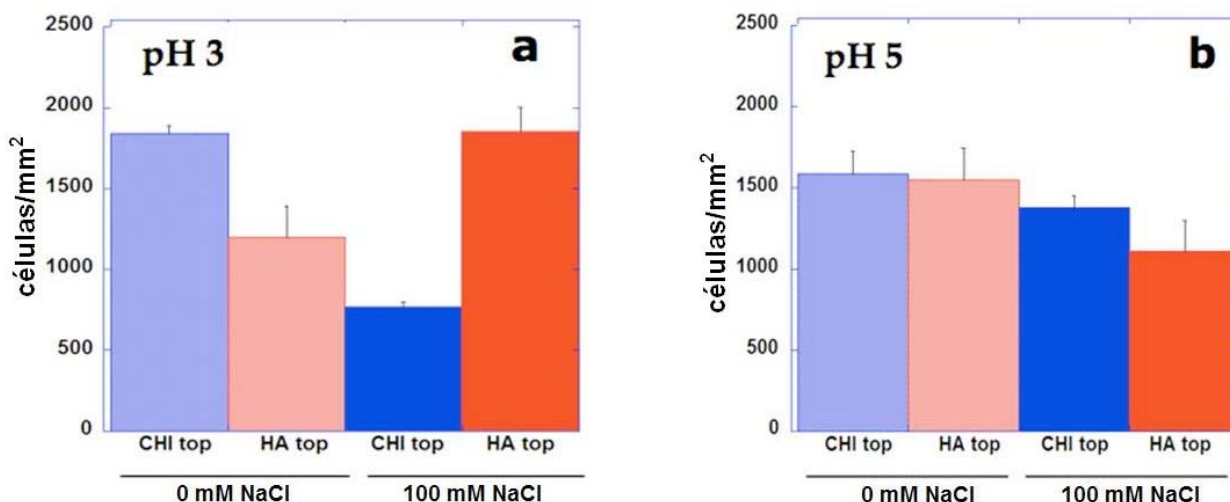 2500
2000
1500
1000
500
0
células/mm²
pH 3
a
CHI top HA top CHI top HA top
0 mM NaCl 100 mM NaCl
2500
2000
1500
1000
500
0
células/mm²
pH 5
b
CHI top HA top CHI top HA top
0 mM NaCl 100 mM NaCl